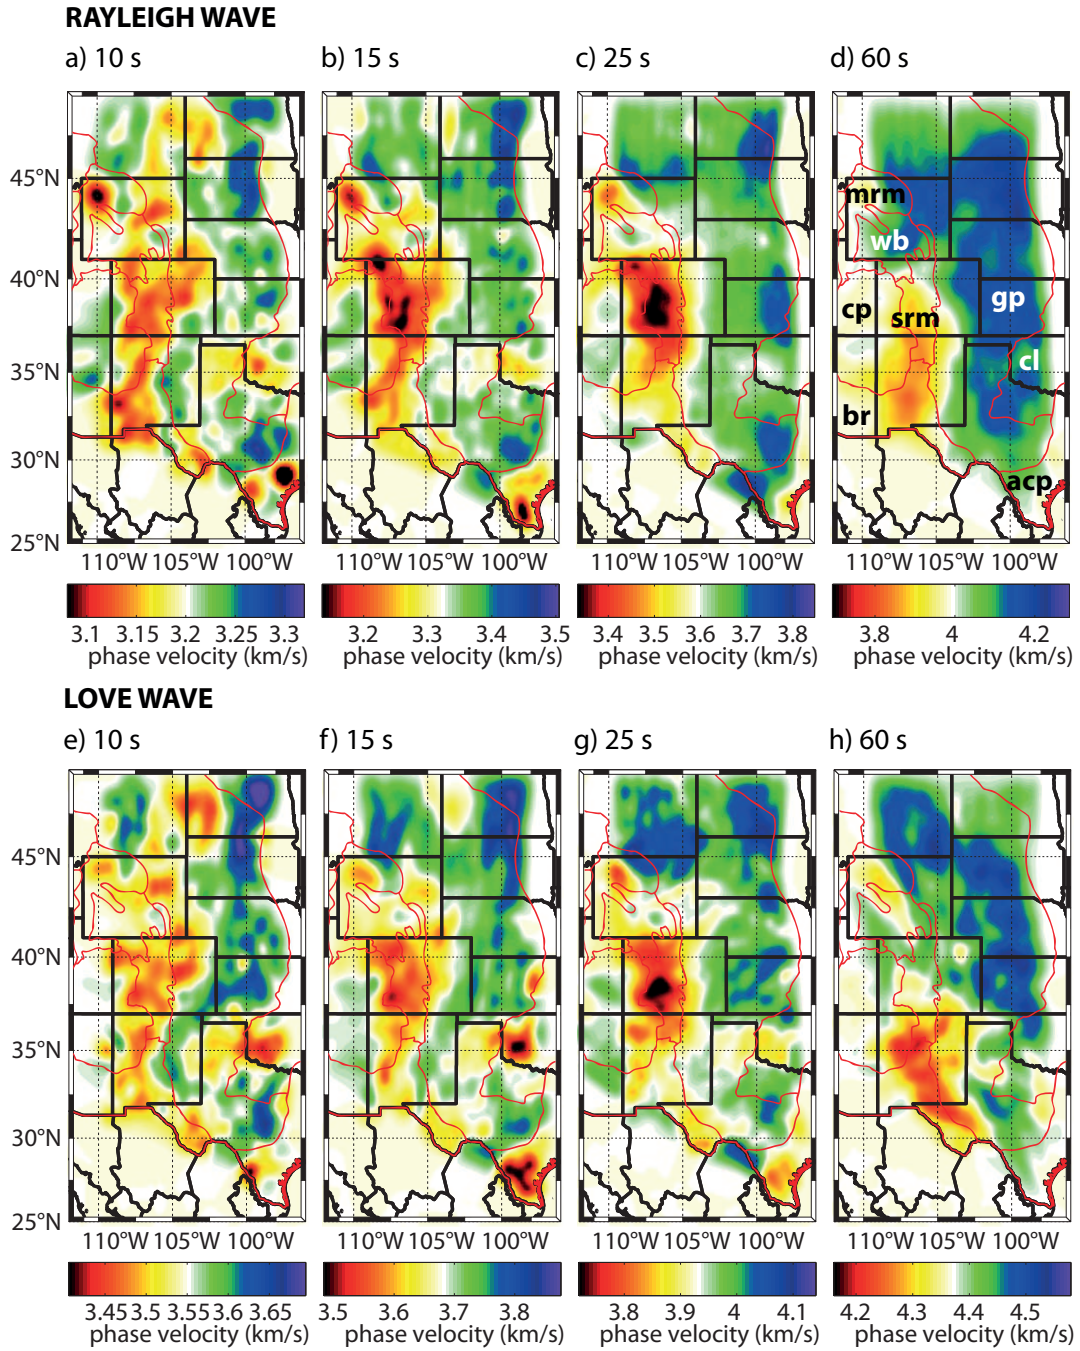 RAYLEIGH WAVE
a) 10 s b) 15 s c) 25 s d) 60 s
45°N
40°N
35°N
30°N
25°N
mrm
wb
cp
srm
gp
cl
br
acp
110°W 105°W 100°W 110°W 105°W 100°W 110°W 105°W 100°W 110°W 105°W 100°W
3.1 3.15 3.2 3.25 3.3 3.2 3.3 3.4 3.5 3.4 3.5 3.6 3.7 3.8 3.8 4 4.2
phase velocity (km/s) phase velocity (km/s) phase velocity (km/s) phase velocity (km/s)
LOVE WAVE
e) 10 s f) 15 s g) 25 s h) 60 s
45°N
40°N
35°N
30°N
25°N
110°W 105°W 100°W 110°W 105°W 100°W 110°W 105°W 100°W 110°W 105°W 100°W
3.45 3.5 3.55 3.6 3.65 3.5 3.6 3.7 3.8 3.8 3.9 4 4.1 4.2 4.3 4.4 4.5
phase velocity (km/s) phase velocity (km/s) phase velocity (km/s) phase velocity (km/s)